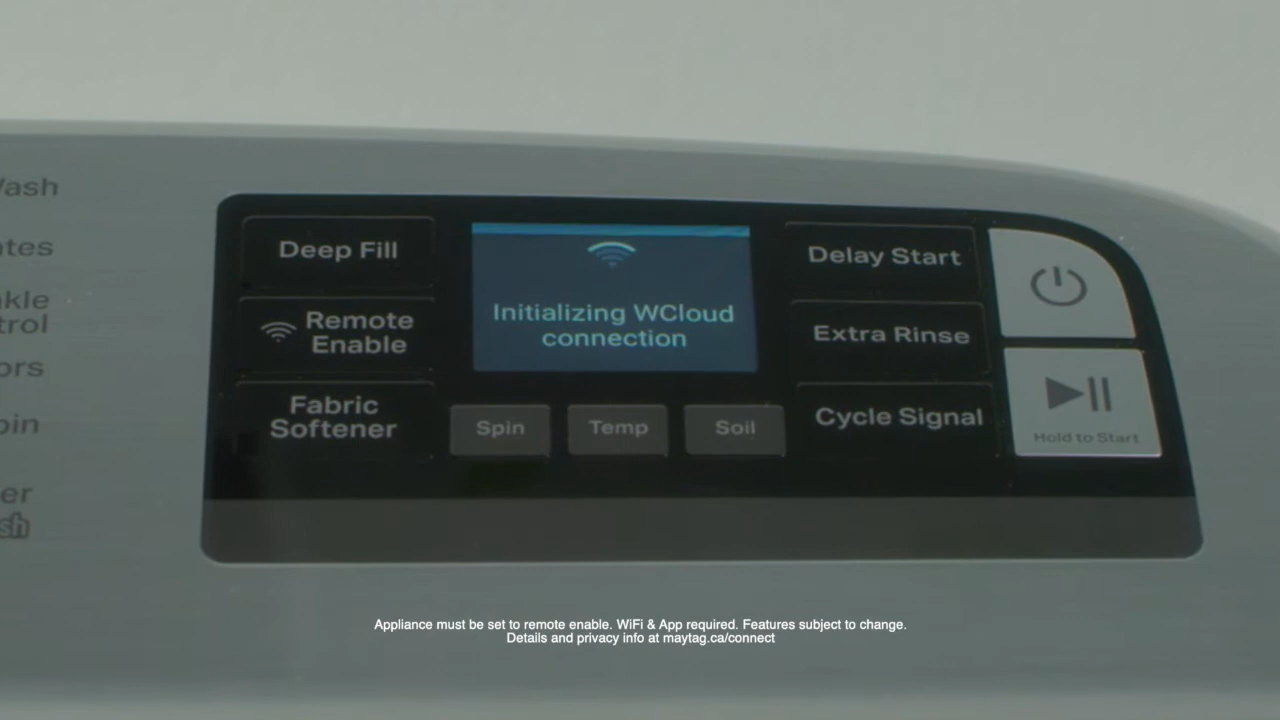 Deep Fill
Remote
Enable
Fabric
Softener
Initializing WCloud
connection
Spin Temp Soil
Delay Start
Extra Rinse
Cycle Signal
Hold to Start
Appliance must be set to remote enable. WiFi & App required. Features subject to change.
Details and privacy info at maytag.ca/connect